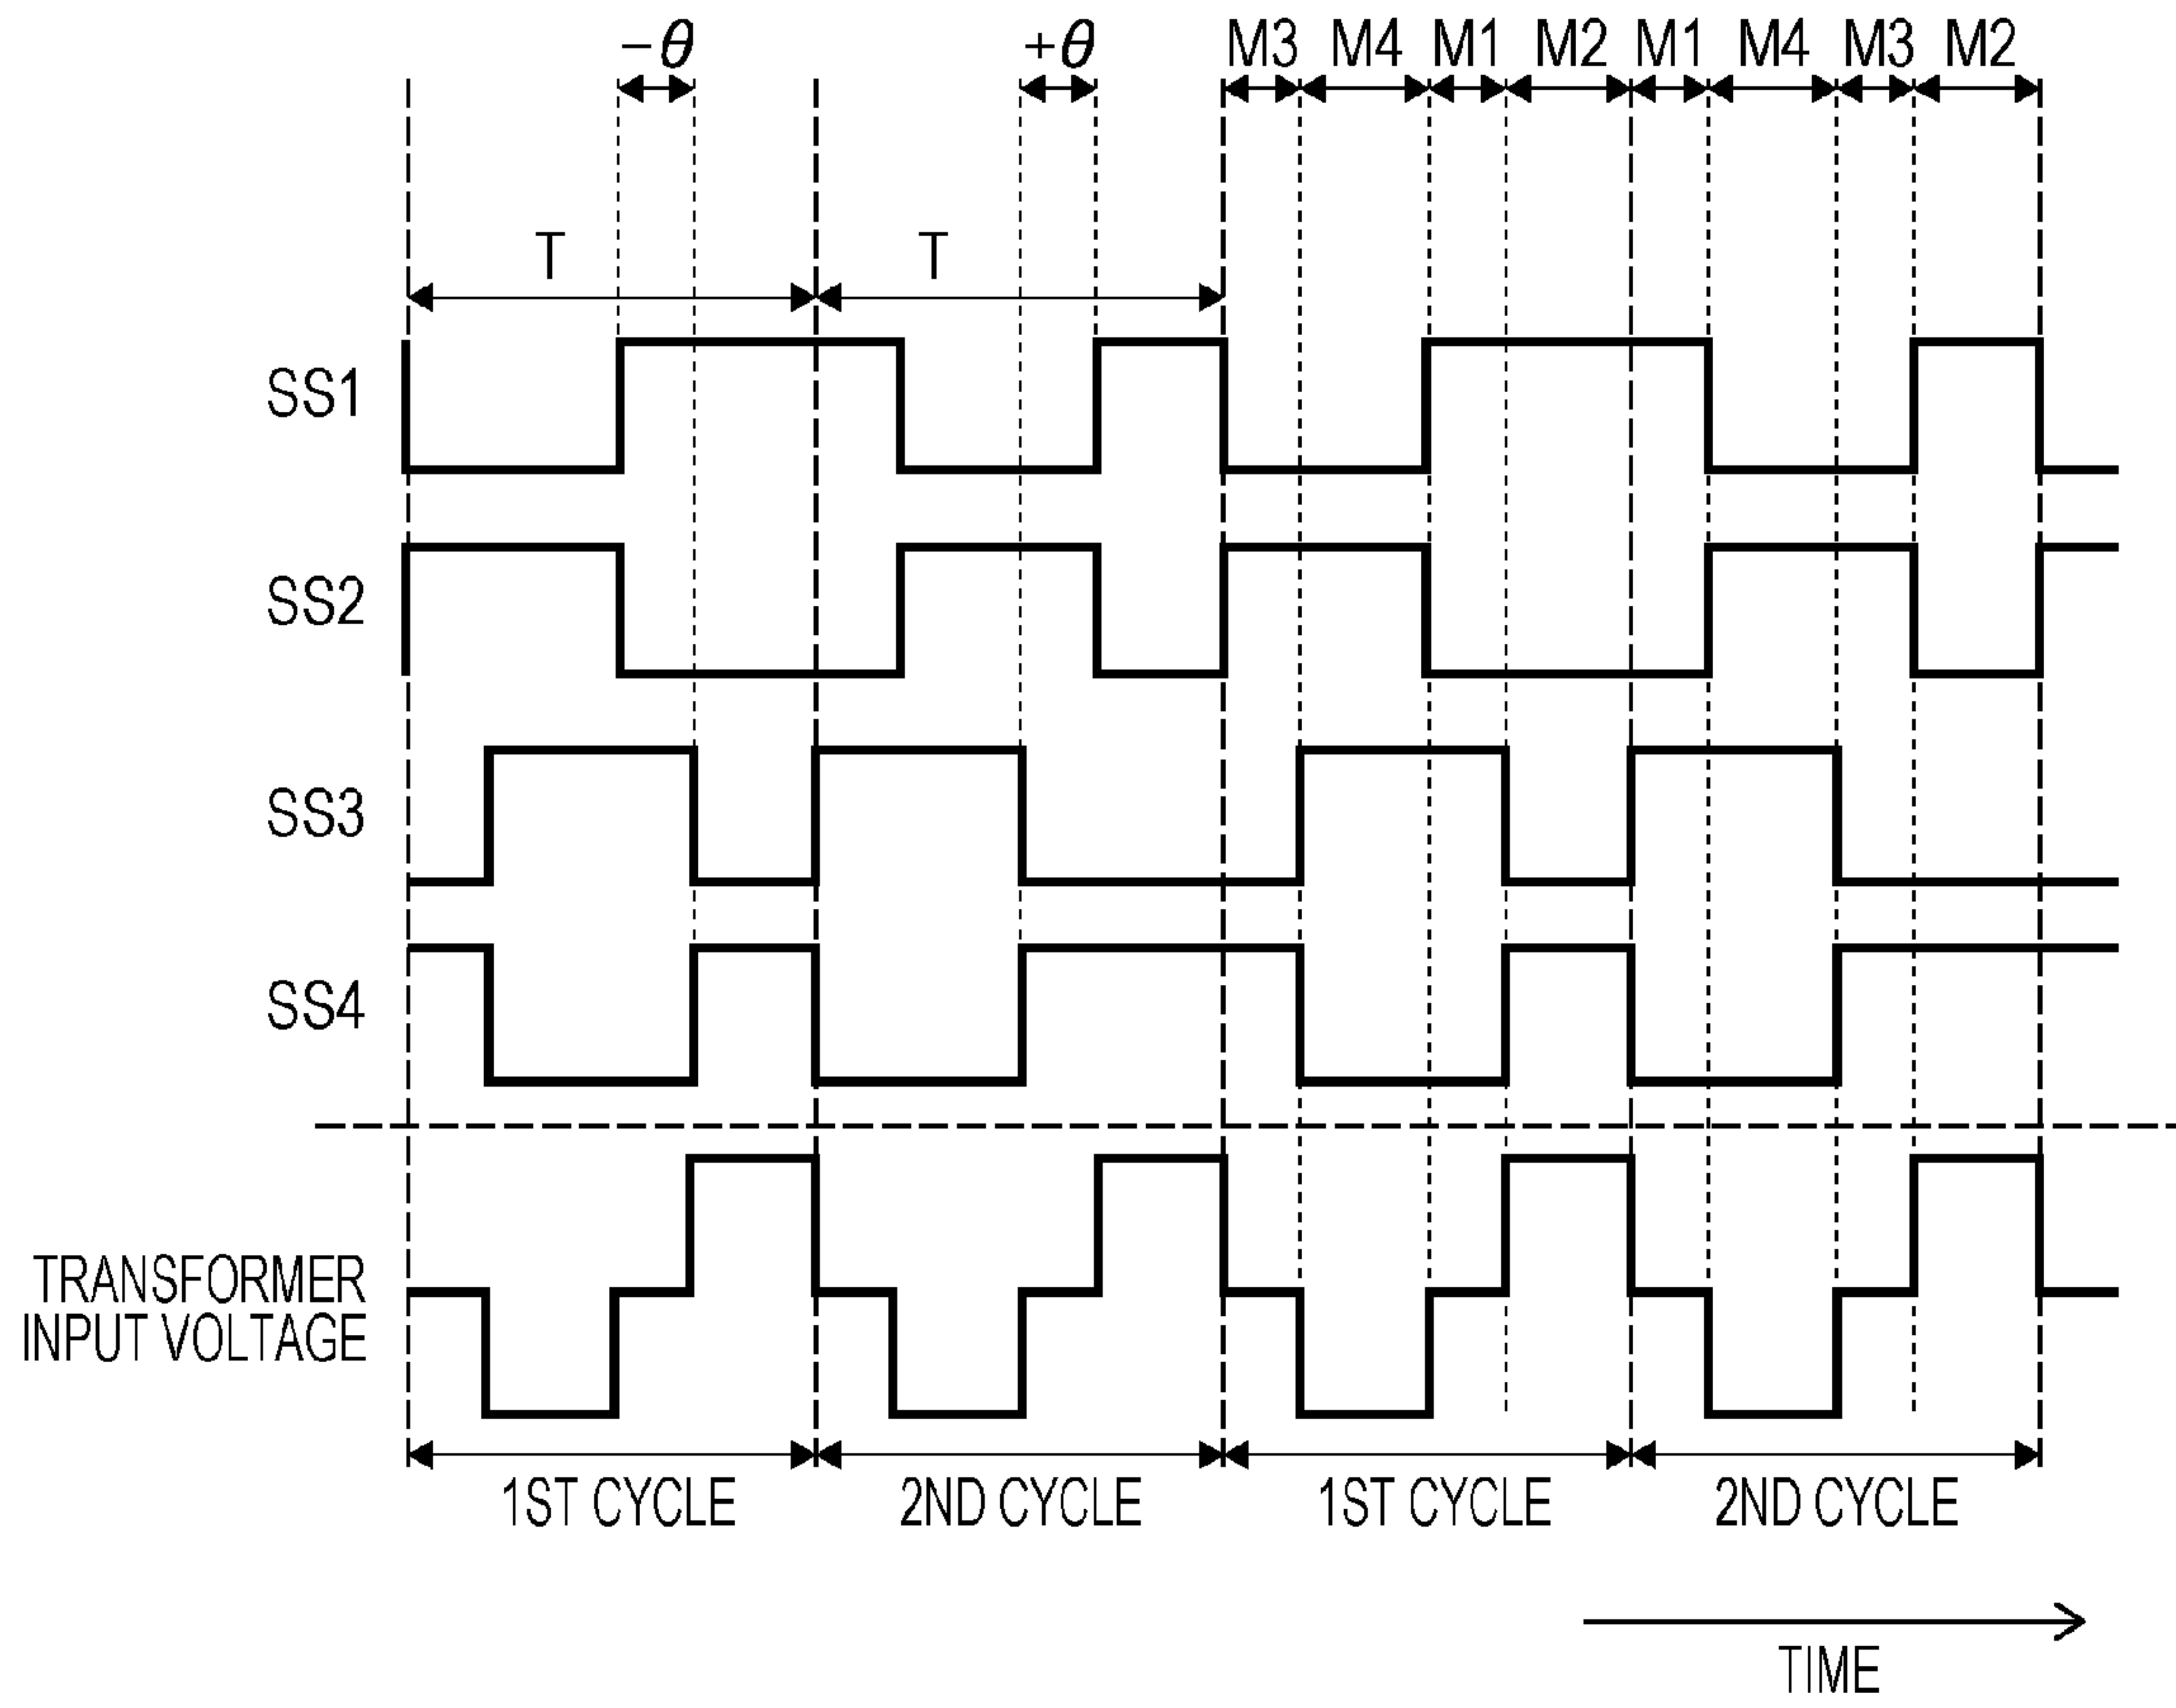 −θ +θ M3 M4 M1 M2 M1 M4 M3 M2
T T
SS1
SS2
SS3
SS4
TRANSFORMER
INPUT VOLTAGE
1ST CYCLE 2ND CYCLE 1ST CYCLE 2ND CYCLE
TIME